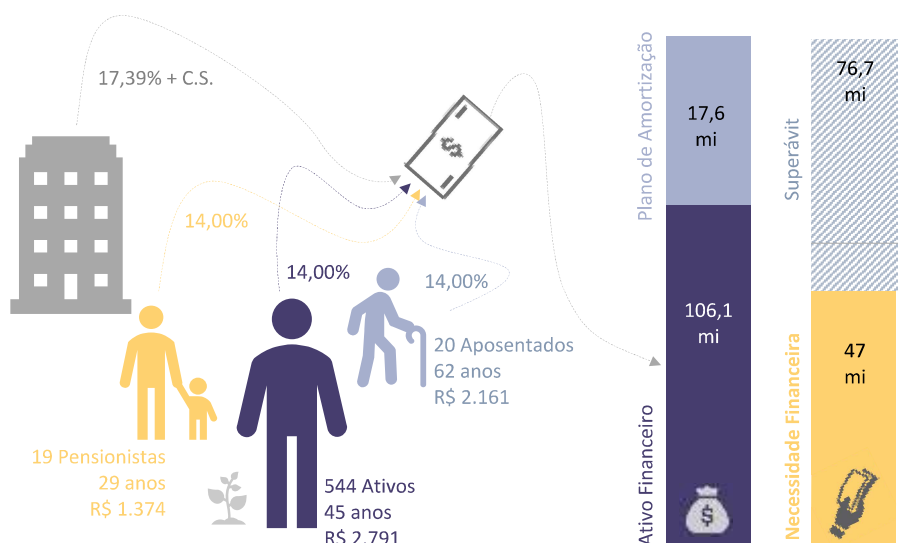 17,39% + C.S.
14,00%
14,00%
14,00%
20 Aposentados
62 anos
R$ 2.161
19 Pensionistas
29 anos
R$ 1.374
544 Ativos
45 anos
R$ 2.791
Plano de Amortização
17,6
mi
Ativo Financeiro
106,1
mi
$
Superávit
76,7
mi
Necessidade Financeira
47
mi
$